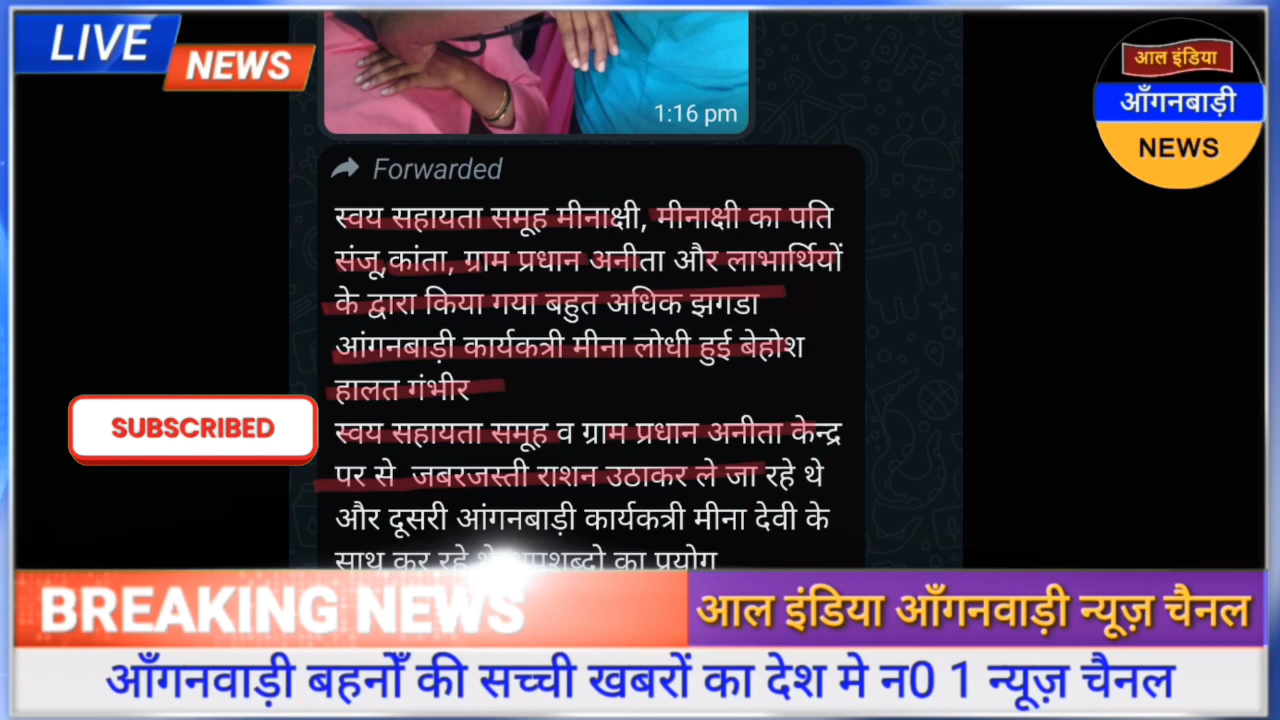 LIVE
NEWS
आल इंडिया
आँगनबाड़ी
NEWS
1:16 pm
Forwarded
स्वय सहायता समूह मीनाक्षी, मीनाक्षी का पति
संजू,कांता, ग्राम प्रधान अनीता और लाभार्थियों
के द्वारा किया गया बहुत अधिक झगडा
आंगनबाड़ी कार्यकत्री मीना लोधी हुई बेहोश
हालत गंभीर
SUBSCRIBED
स्वय सहायता समूह व ग्राम प्रधान अनीता केन्द्र
पर से जबरजस्ती राशन उठाकर ले जा रहे थे
और दूसरी आंगनबाड़ी कार्यकत्री मीना देवी के
साथ कर रहे थे का प्रयोग
BREAKING NEWS
आल इंडिया आँगनवाड़ी न्यूज़ चैनल
आँगनवाड़ी बहनोँ की सच्ची खबरों का देश मे न0 1 न्यूज़ चैनल